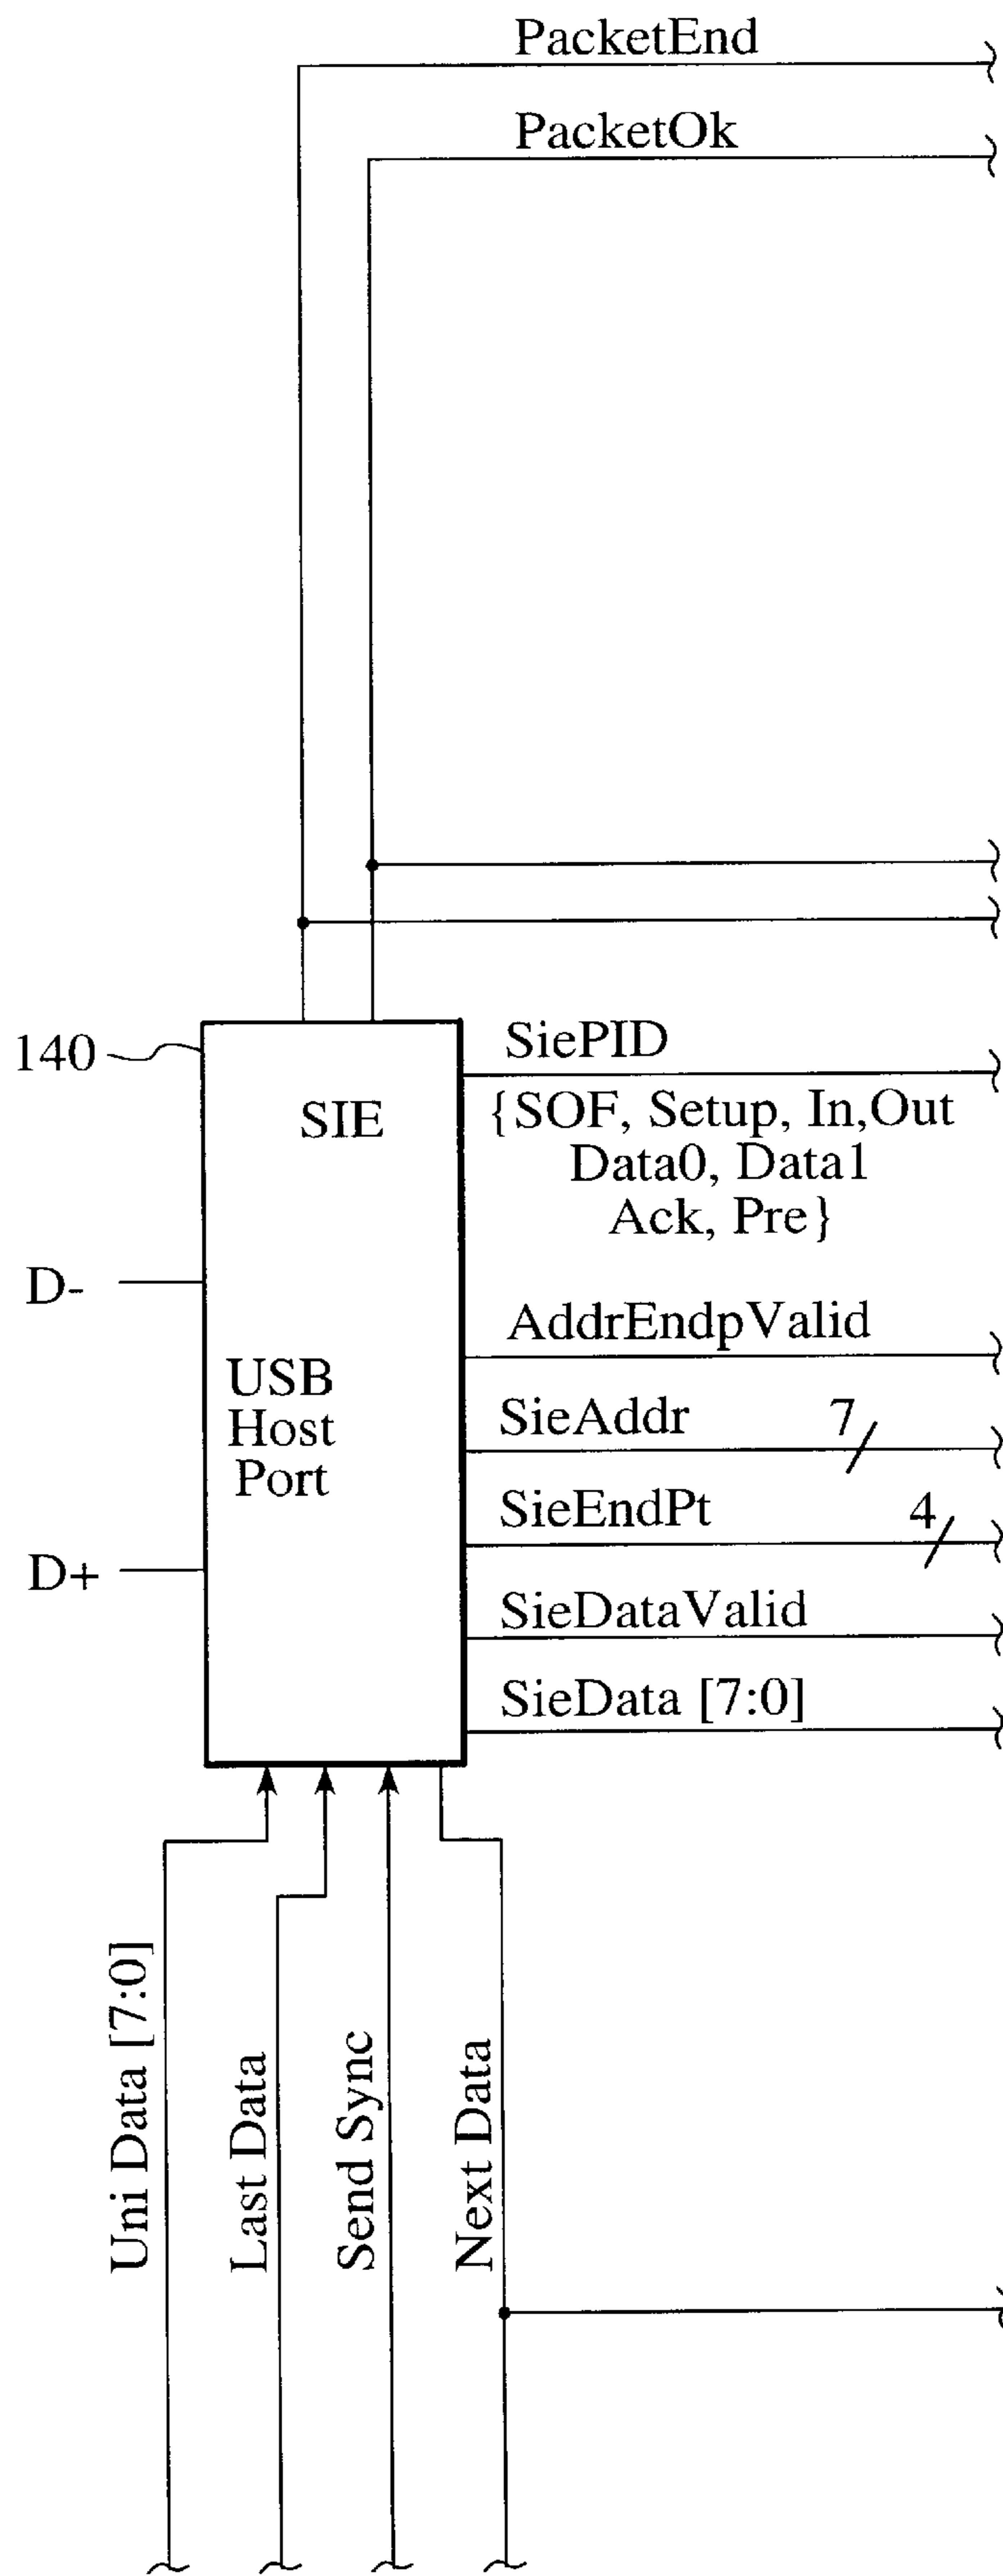 PacketEnd
PacketOk
140
SIE
SiePID
{SOF, Setup, In,Out
Data0, Data1
Ack, Pre}
D-
AddrEndpValid
USB
Host
Port
SieAddr
7
SieEndPt
4
D+
SieDataValid
SieData [7:0]
Uni Data [7:0]
Last Data
Send Sync
Next Data